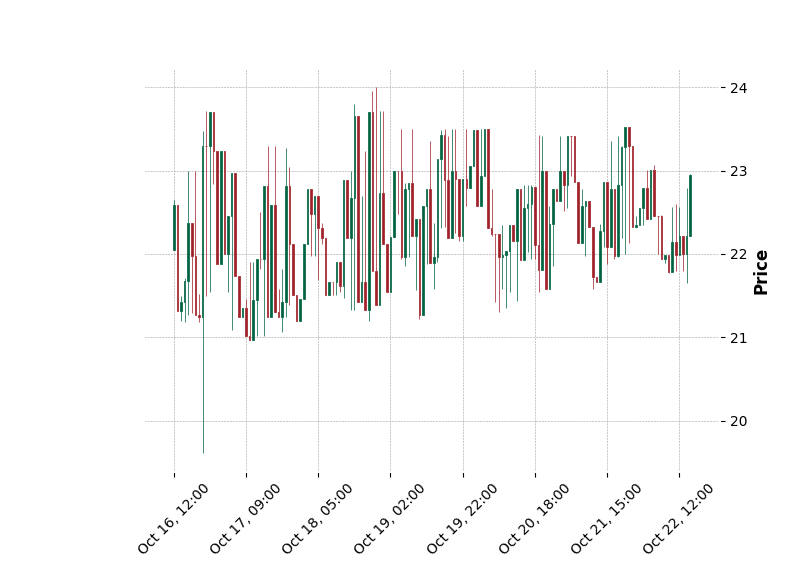 24
23
22
21
20
Price
Oct 16, 12:00
Oct 17, 09:00
Oct 18, 05:00
Oct 19, 02:00
Oct 19, 22:00
Oct 20, 18:00
Oct 21, 15:00
Oct 22, 12:00